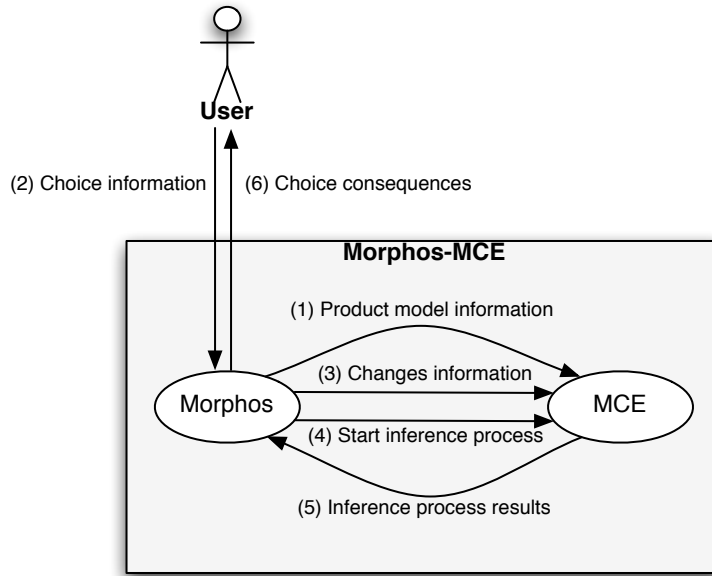 User
(2) Choice information
(6) Choice consequences
Morphos-MCE
(1) Product model information
(3) Changes information
Morphos
MCE
(4) Start inference process
(5) Inference process results